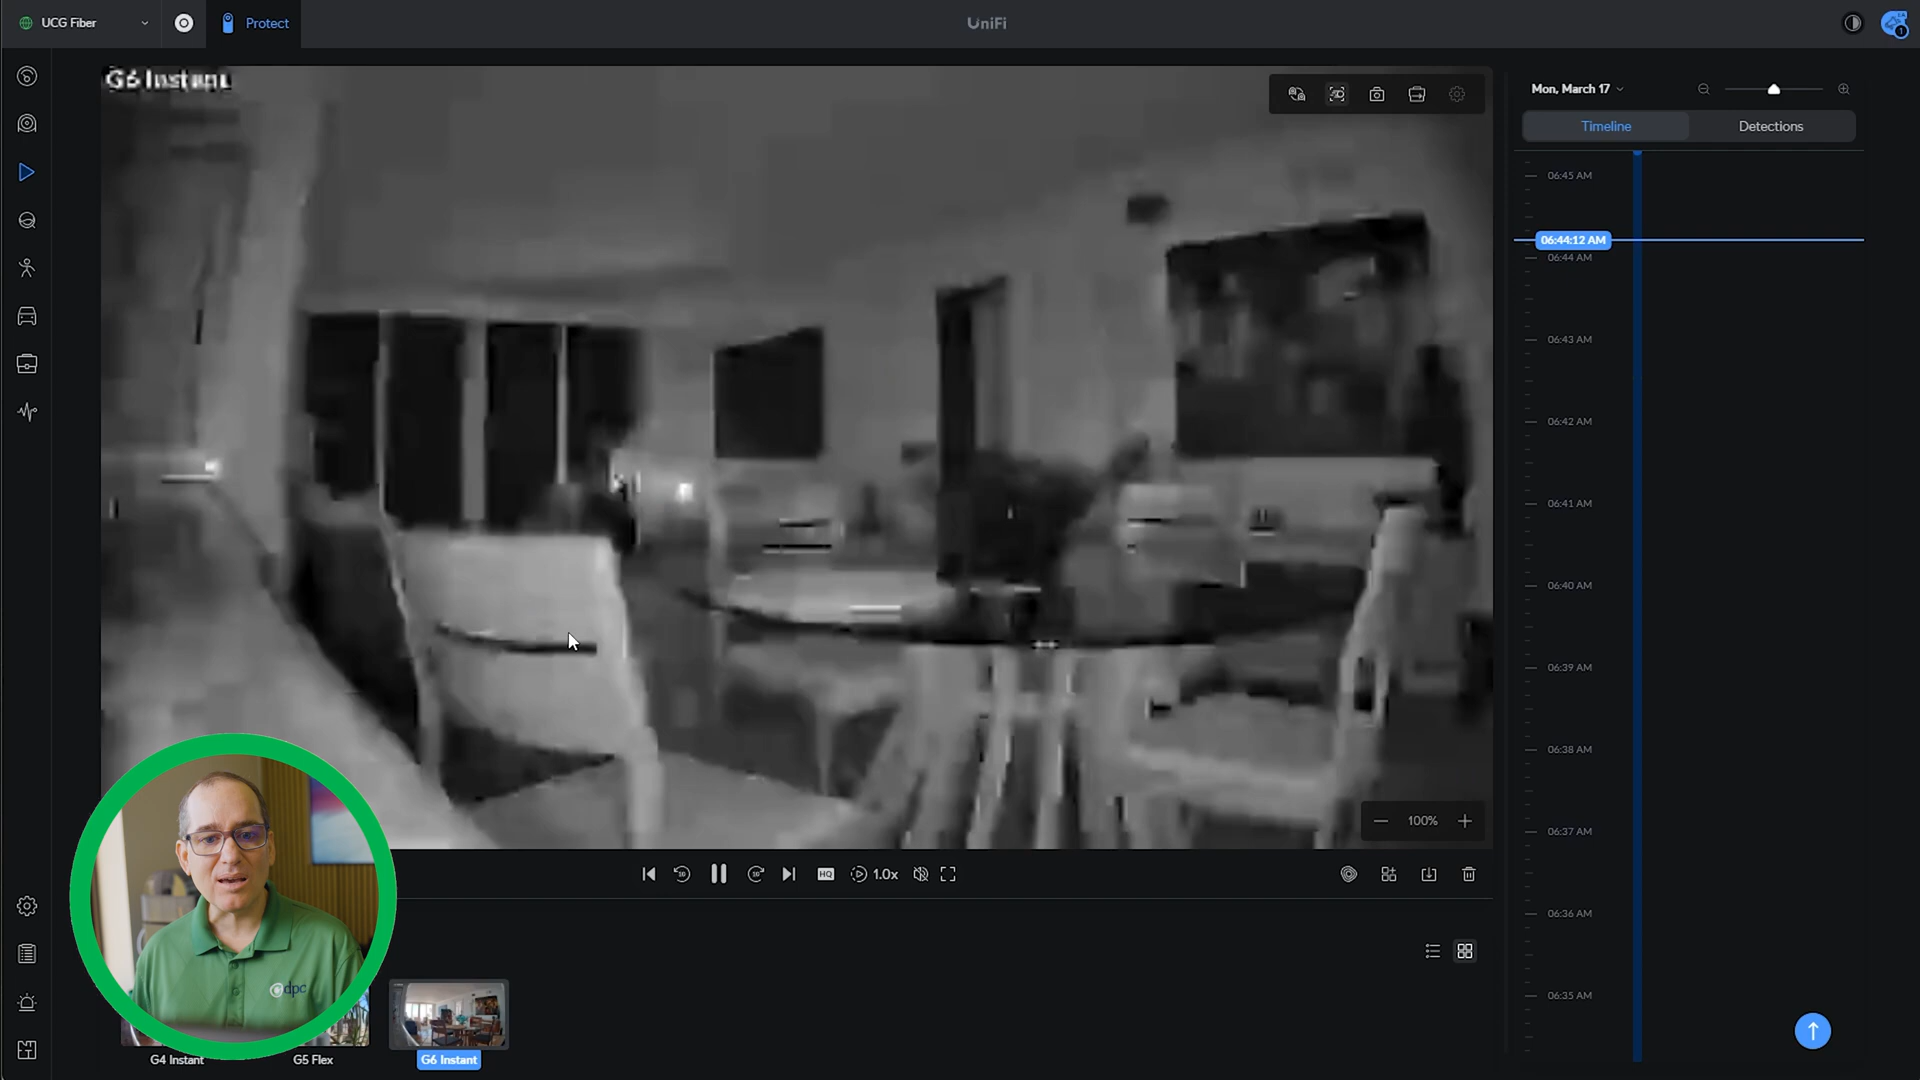 UCG Fiber
Protect
UniFi
G6 Instant
Mon, March 17
Timeline
Detections
06:45 AM
06:44:12 AM
06:44 AM
06:43 AM
06:42 AM
06:41 AM
06:40 AM
06:39 AM
06:38 AM
06:37 AM
06:36 AM
06:35 AM
100%
HQ
1.0x
dpc
G4 Instant
G5 Flex
G6 Instant